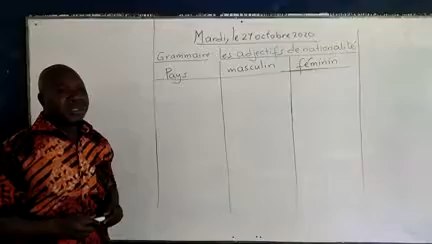 Mardi, le 27 octobre 2020
Grammaire les adjectifs de nationalité
Pays masculin féminin